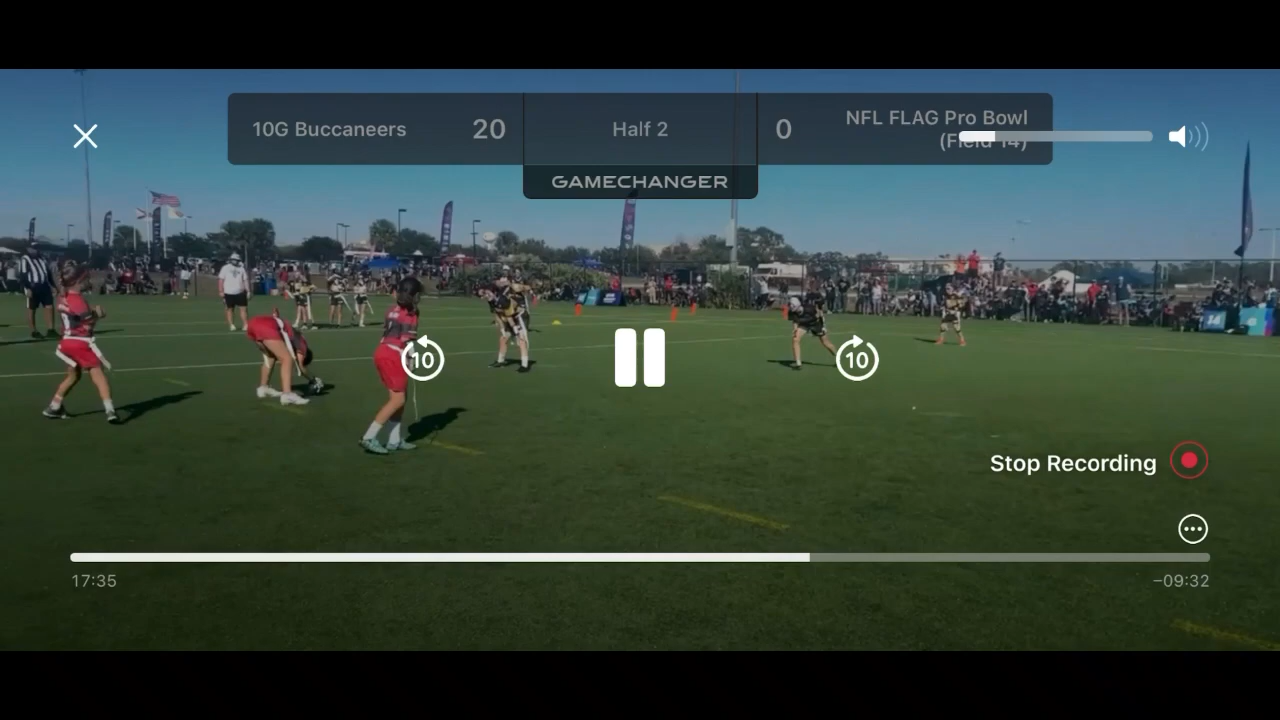 10G Buccaneers 20 Half 2 0 NFL FLAG Pro Bowl
(Field 14)
GAMECHANGER
10 10
Stop Recording
17:35 −09:32
14